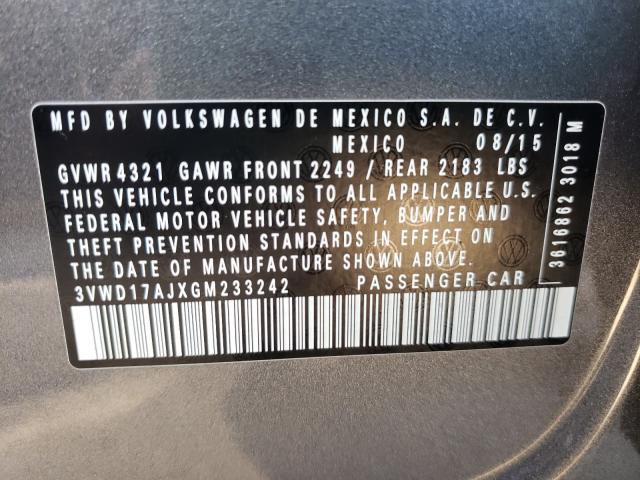 MFD BY VOLKSWAGEN DE MEXICO S.A. DE C.V.
MEXICO 08/15
GVWR 4321 GAWR FRONT 2249 / REAR 2183 LBS
THIS VEHICLE CONFORMS TO ALL APPLICABLE U.S.
FEDERAL MOTOR VEHICLE SAFETY, BUMPER AND
THEFT PREVENTION STANDARDS IN EFFECT ON
THE DATE OF MANUFACTURE SHOWN ABOVE.
3VWD17AJXGM233242 PASSENGER CAR
3616862 3018 M